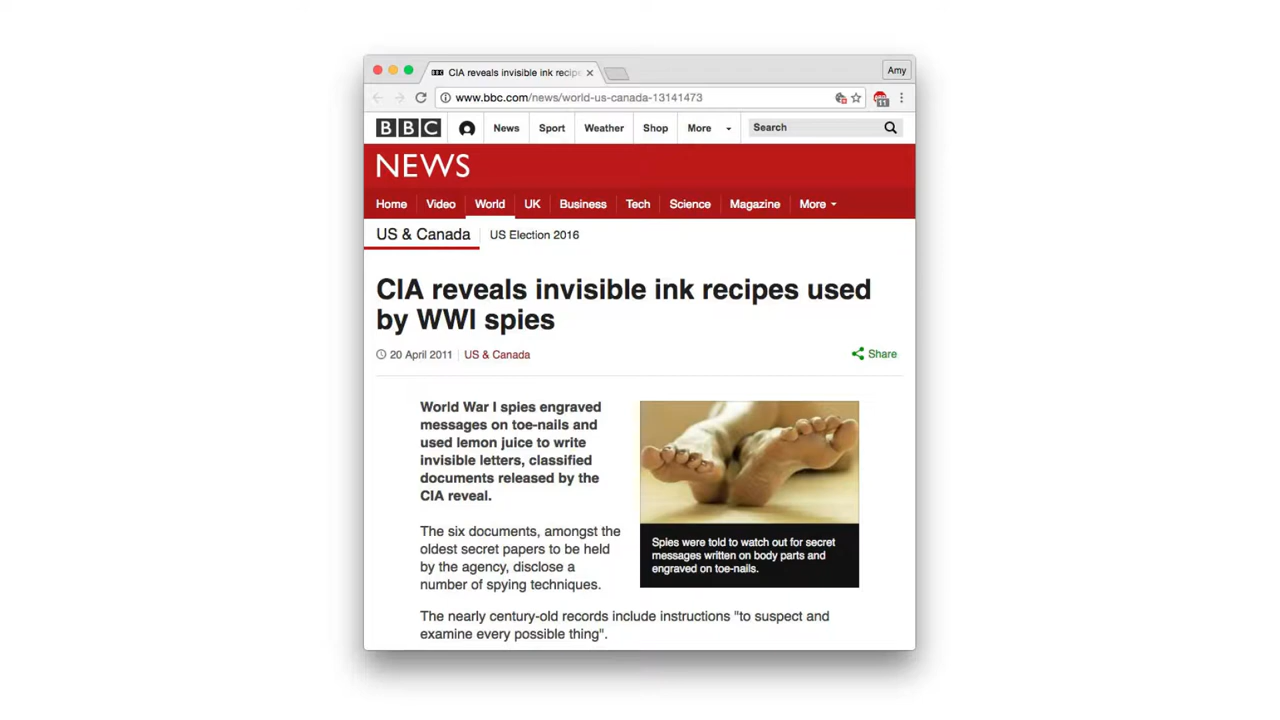 CIA reveals invisible ink recipe
Amy
www.bbc.com/news/world-us-canada-13141473
11
BBC News Sport Weather Shop More Search
NEWS
Home Video World UK Business Tech Science Magazine More
US & Canada US Election 2016
CIA reveals invisible ink recipes used
by WWI spies
20 April 2011 US & Canada
Share
World War I spies engraved
messages on toe-nails and
used lemon juice to write
invisible letters, classified
documents released by the
CIA reveal.
The six documents, amongst the
oldest secret papers to be held
by the agency, disclose a
number of spying techniques.
Spies were told to watch out for secret
messages written on body parts and
engraved on toe-nails.
The nearly century-old records include instructions "to suspect and
examine every possible thing".